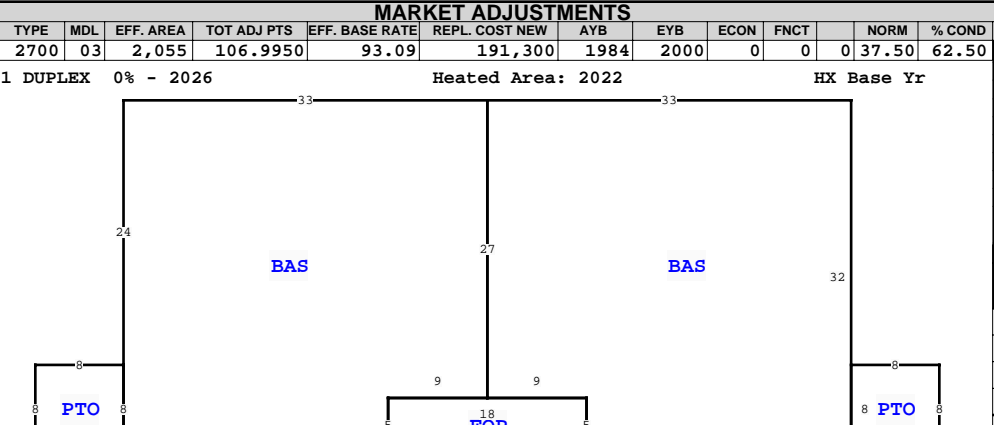 MARKET ADJUSTMENTS
TYPE MDL EFF. AREA TOT ADJ PTS EFF. BASE RATE REPL. COST NEW AYB EYB ECON FNCT NORM % COND
2700 03 2,055 106.9950 93.09 191,300 1984 2000 0 0 0 37.50 62.50
1 DUPLEX 0% - 2026 Heated Area: 2022 HX Base Yr
33 33
24
27
BAS BAS
32
8 8
9 9
8 PTO 8 8 PTO 8
18
FOP
5 5